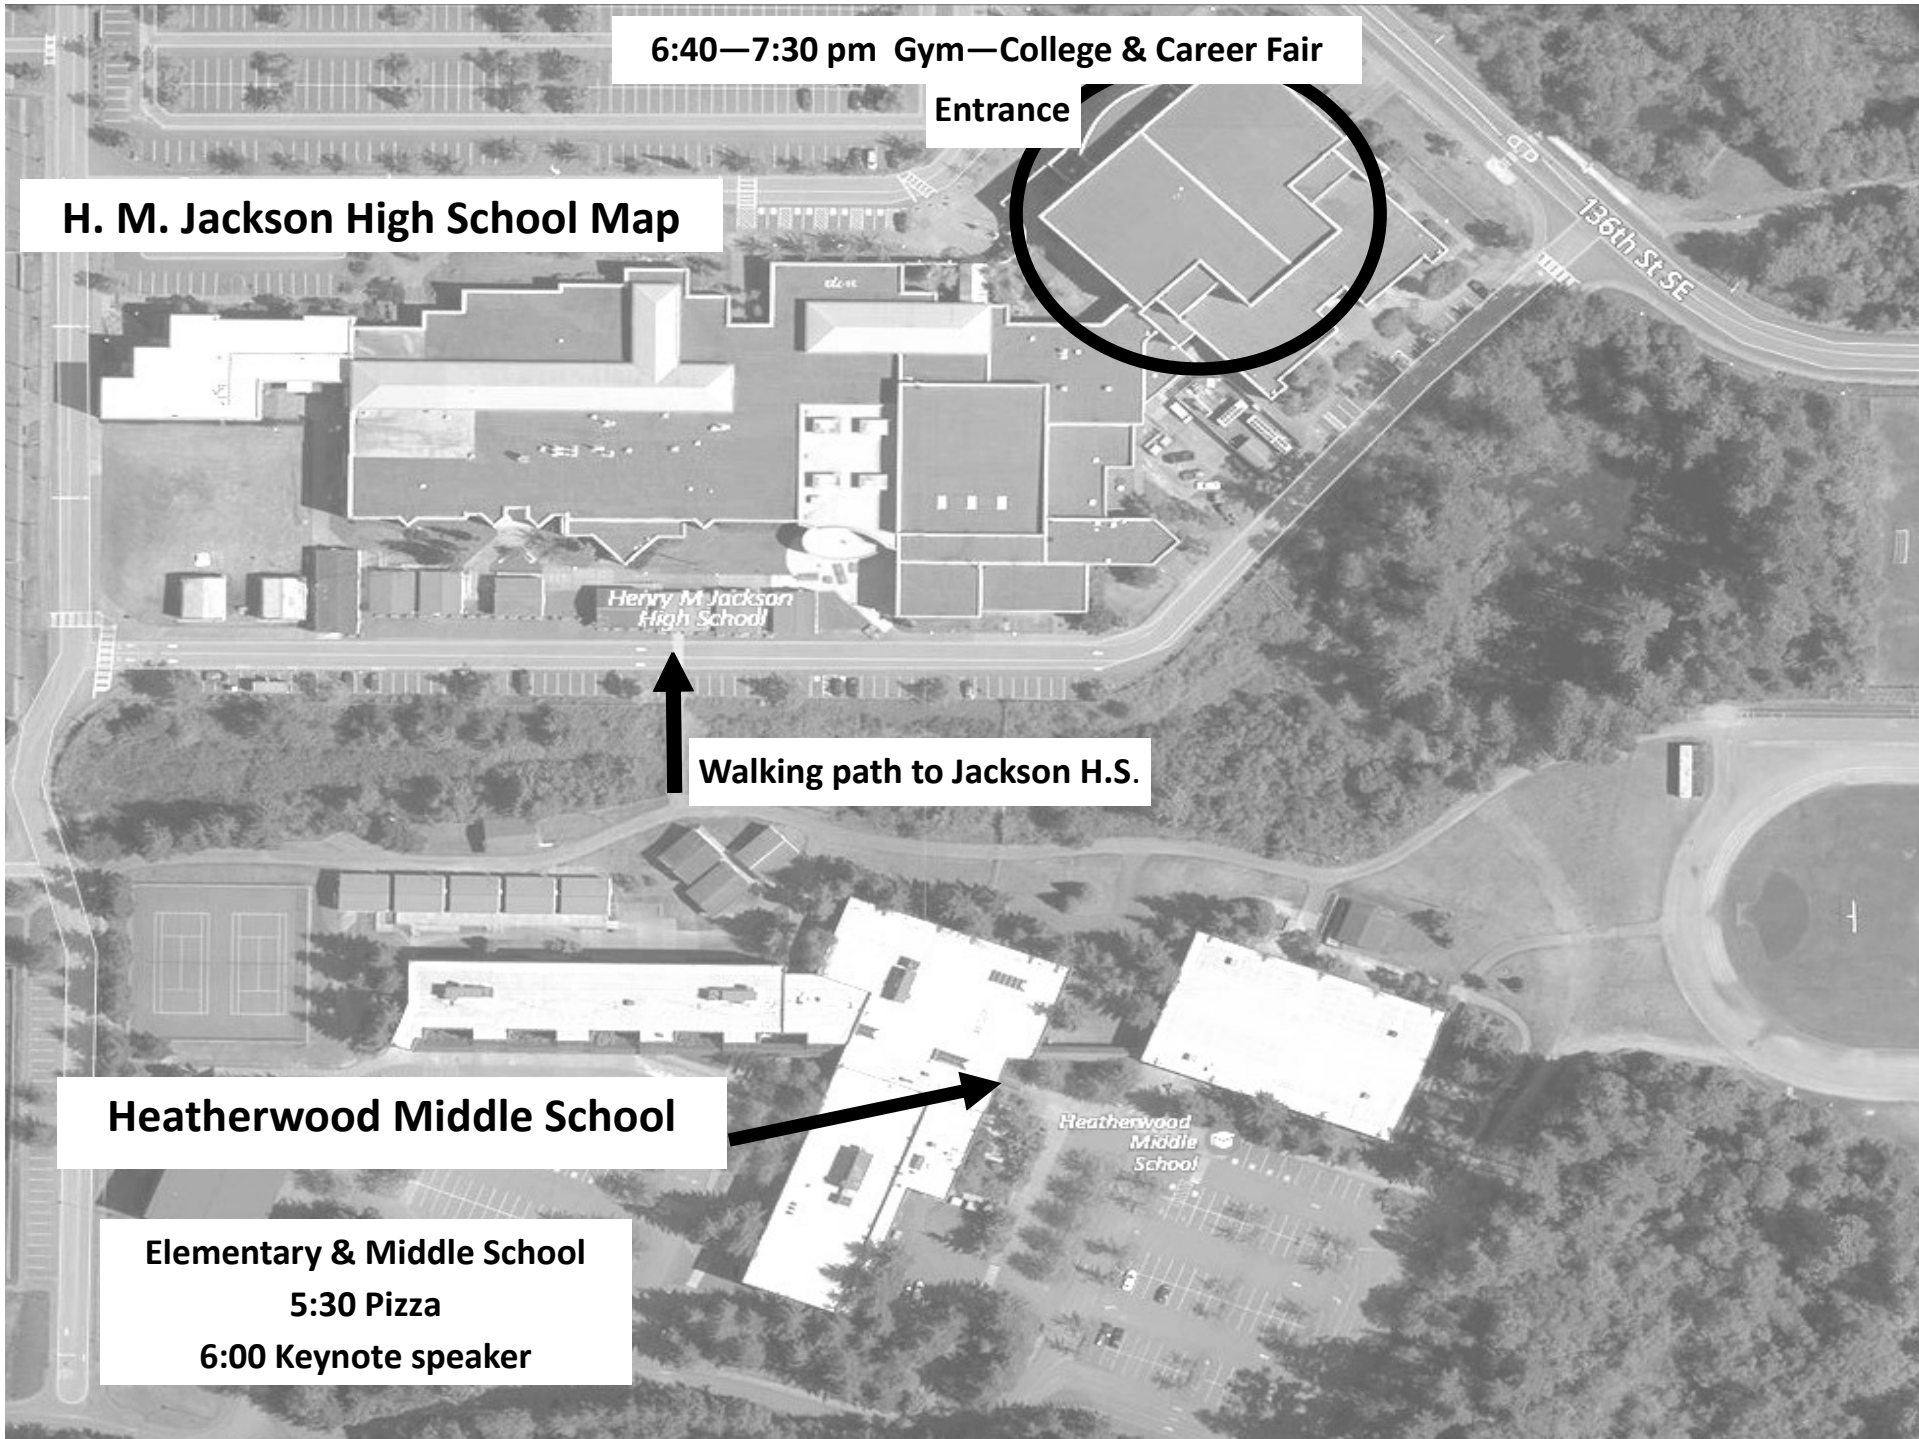 6:40—7:30 pm  Gym—College & Career Fair
Entrance
H. M. Jackson High School Map
136th St SE
Henry M Jackson
High School
Walking path to Jackson H.S.
Heatherwood Middle School
Heatherwood
Middle
School
Elementary & Middle School
5:30 Pizza
6:00 Keynote speaker